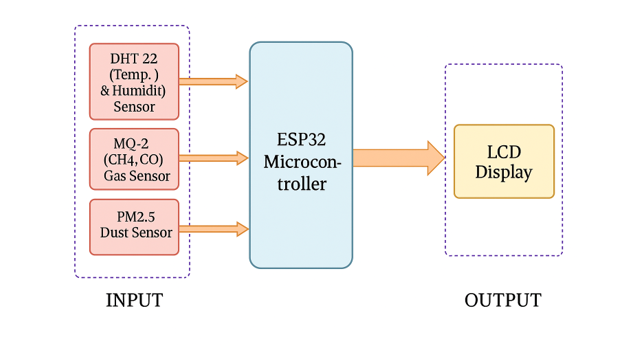 DHT 22
(Temp. )
& Humidit)
Sensor
MQ-2
(CH4, CO)
Gas Sensor
PM2.5
Dust Sensor
INPUT
ESP32
Microcon-
troller
LCD
Display
OUTPUT